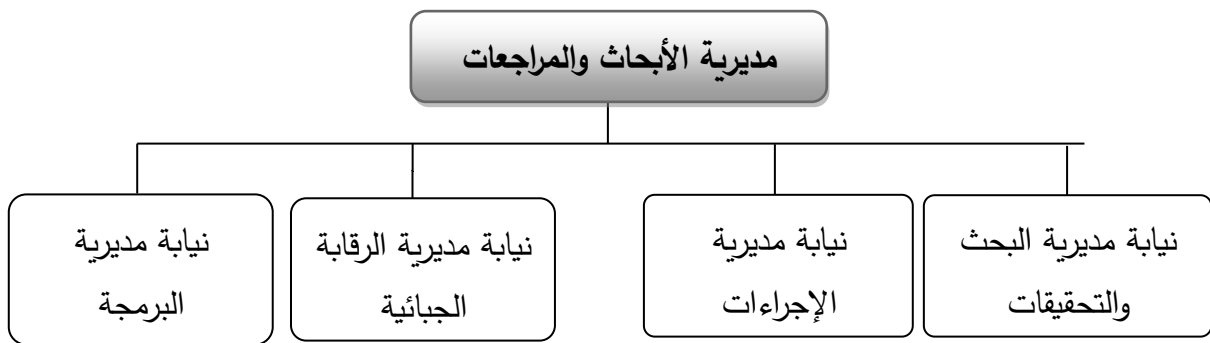 مديرية الأبحاث والمراجعات
نيابة مديرية البحث
والتحقيقات
نيابة مديرية
الإجراءات
نيابة مديرية الرقابة
الجبائية
نيابة مديرية
البرمجة